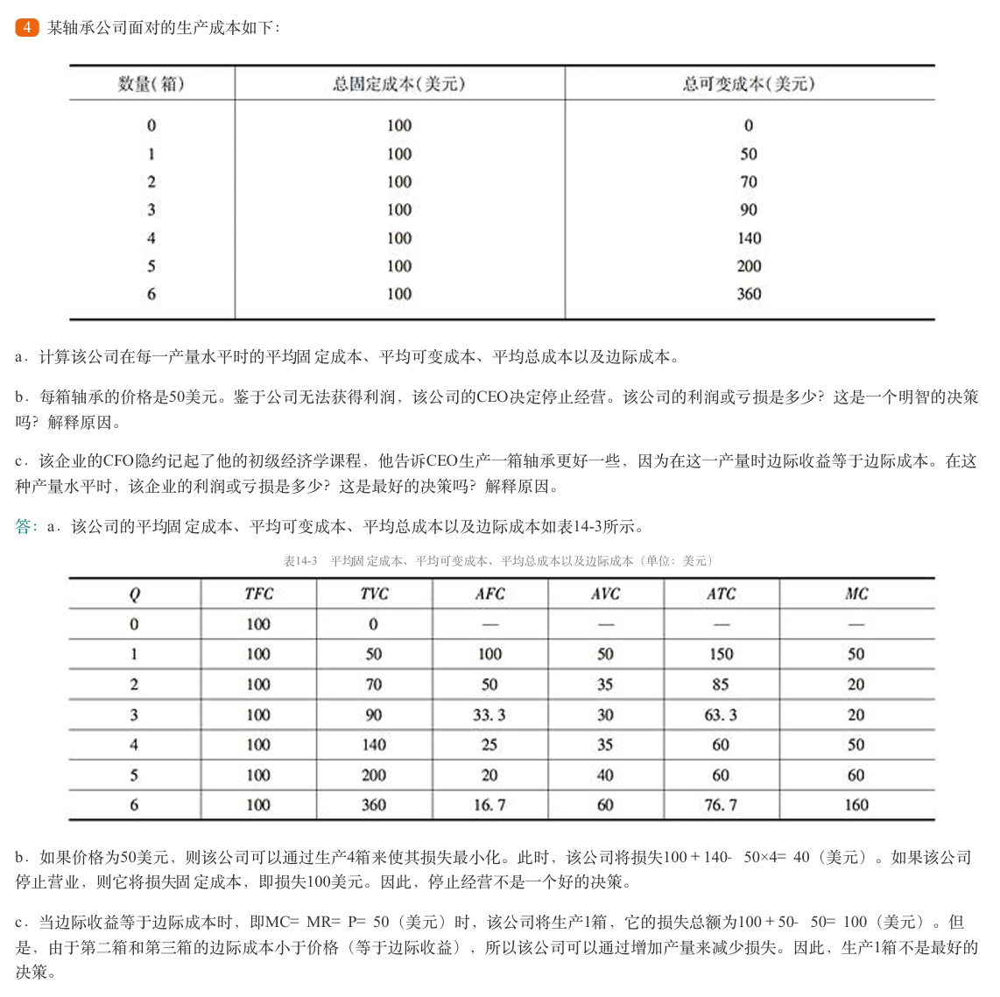 4 某轴承公司面对的生产成本如下：
数量(箱) 总固定成本(美元) 总可变成本(美元)
0 100 0
1 100 50
2 100 70
3 100 90
4 100 140
5 100 200
6 100 360
a．计算该公司在每一产量水平时的平均固定成本、平均可变成本、平均总成本以及边际成本。
b．每箱轴承的价格是50美元。鉴于公司无法获得利润，该公司的CEO决定停止经营。该公司的利润或亏损是多少？这是一个明智的决策
吗？解释原因。
c．该企业的CFO隐约记起了他的初级经济学课程，他告诉CEO生产一箱轴承更好一些，因为在这一产量时边际收益等于边际成本。在这
种产量水平时，该企业的利润或亏损是多少？这是最好的决策吗？解释原因。
答：a．该公司的平均固定成本、平均可变成本、平均总成本以及边际成本如表14-3所示。
表14-3 平均固定成本、平均可变成本、平均总成本以及边际成本（单位：美元）
Q TFC TVC AFC AVC ATC MC
0 100 0 — — — —
1 100 50 100 50 150 50
2 100 70 50 35 85 20
3 100 90 33.3 30 63.3 20
4 100 140 25 35 60 50
5 100 200 20 40 60 60
6 100 360 16.7 60 76.7 160
b．如果价格为50美元，则该公司可以通过生产4箱来使其损失最小化。此时，该公司将损失100＋140- 50×4= 40（美元）。如果该公司
停止营业，则它将损失固定成本，即损失100美元。因此，停止经营不是一个好的决策。
c．当边际收益等于边际成本时，即MC= MR= P= 50（美元）时，该公司将生产1箱，它的损失总额为100＋50- 50= 100（美元）。但
是，由于第二箱和第三箱的边际成本小于价格（等于边际收益），所以该公司可以通过增加产量来减少损失。因此，生产1箱不是最好的
决策。